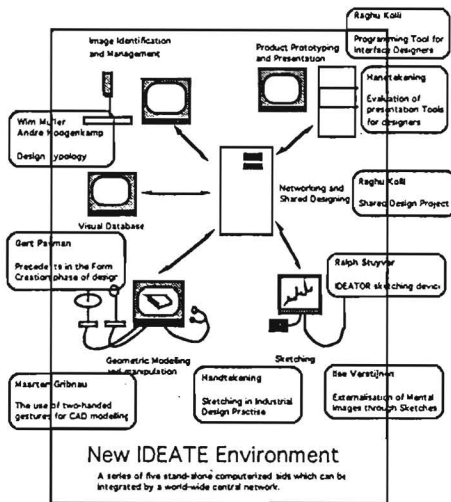 Raghu Kolli
Programming Tool for
Interface Designers
Image Identification
and Management
Product Prototyping
and Presentation
Handtekening
Evaluation of
presentation Tools
for designers
Wim Muller
Andre Hoogenkamp
Design Typology
Networking and
Shared Designing
Raghu Kolli
Shared Design Project
Visual Database
Gert Pasman
Precedents in the Form
Creation phase of design
Ralph Stuyver
IDEATOR sketching device
Geometric Modelling
and manipulation
Sketching
Maarten Gribnau
The use of two-handed
gestures for CAD modelling
Handtekening
Sketching in Industrial
Design Practise
Ilse Verstijnen
Externalisation of Mental
Images through Sketches
New IDEATE Environment
A series of five stand-alone computerized aids which can be
integrated by a world-wide central network.